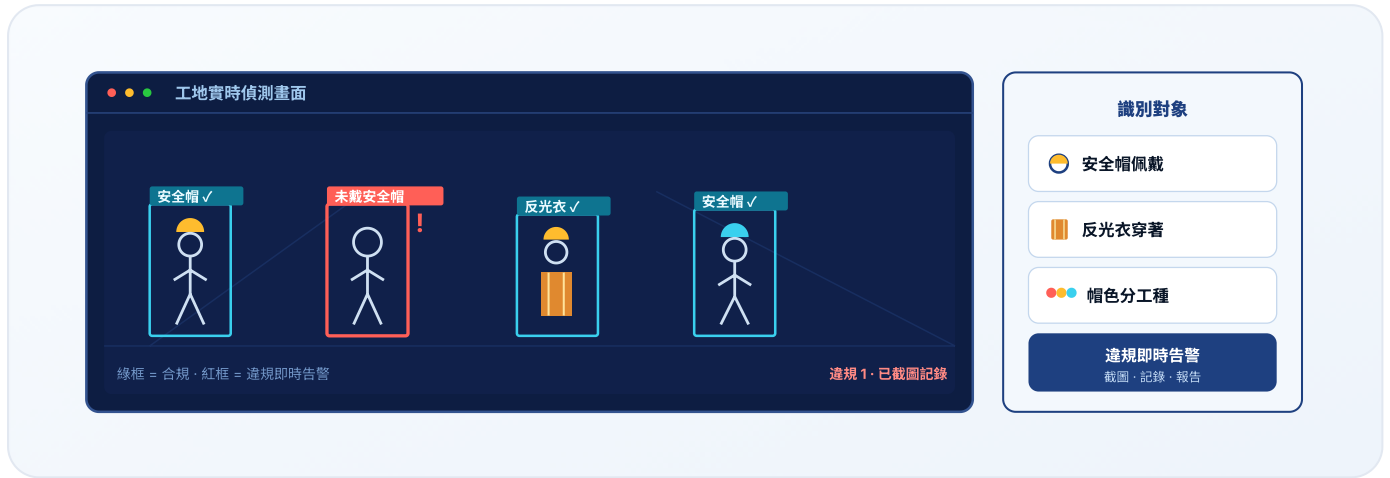 工地實時偵測畫面
安全帽 ✓
未戴安全帽
!
反光衣 ✓
安全帽 ✓
綠框 = 合規 · 紅框 = 違規即時告警
違規 1 · 已截圖記錄
識別對象
安全帽佩戴
反光衣穿著
帽色分工種
違規即時告警
截圖 · 記錄 · 報告